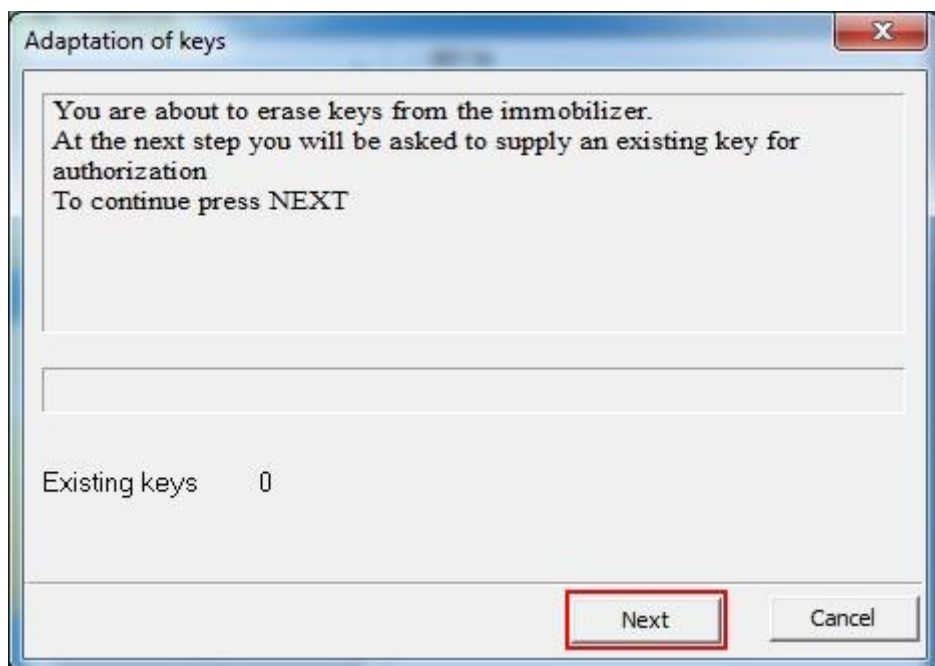 Adaptation of keys
You are about to erase keys from the immobilizer.
At the next step you will be asked to supply an existing key for
authorization
To continue press NEXT
Existing keys 0
Next Cancel